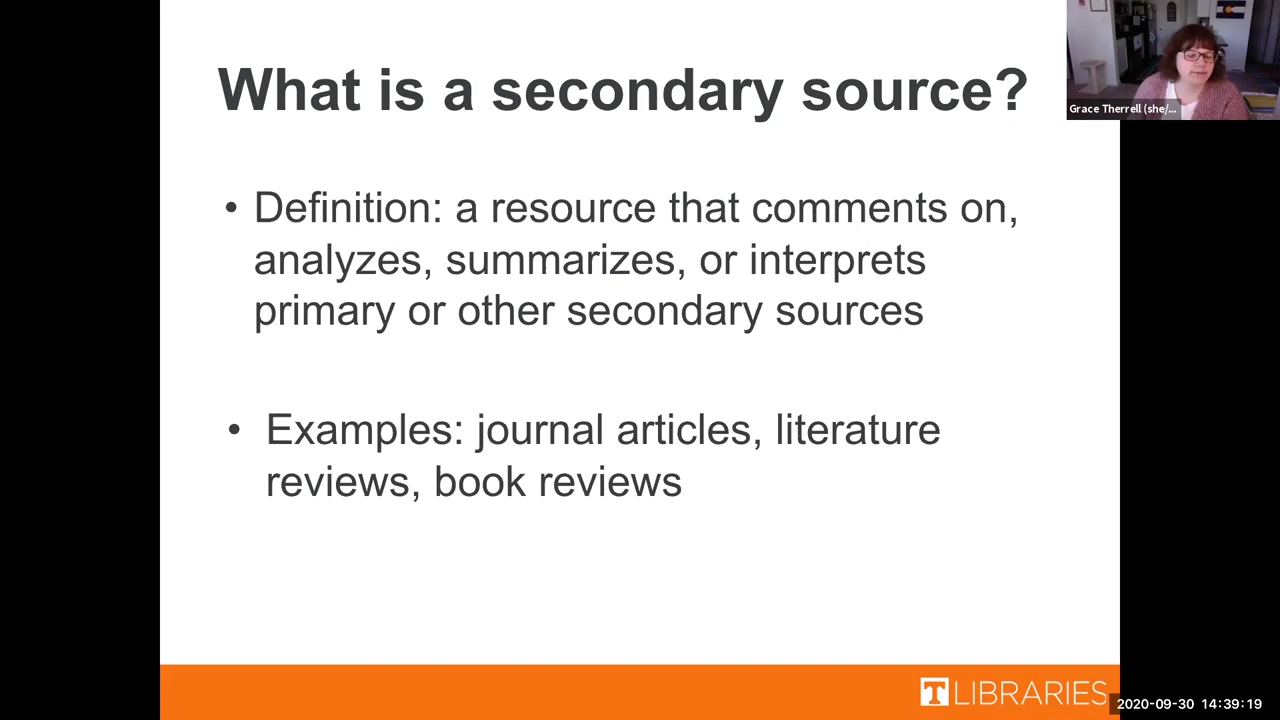 What is a secondary source?
Grace Therrell (she/...
• Definition: a resource that comments on,
analyzes, summarizes, or interprets
primary or other secondary sources
• Examples: journal articles, literature
reviews, book reviews
T LIBRARIES
2020-09-30 14:39:19